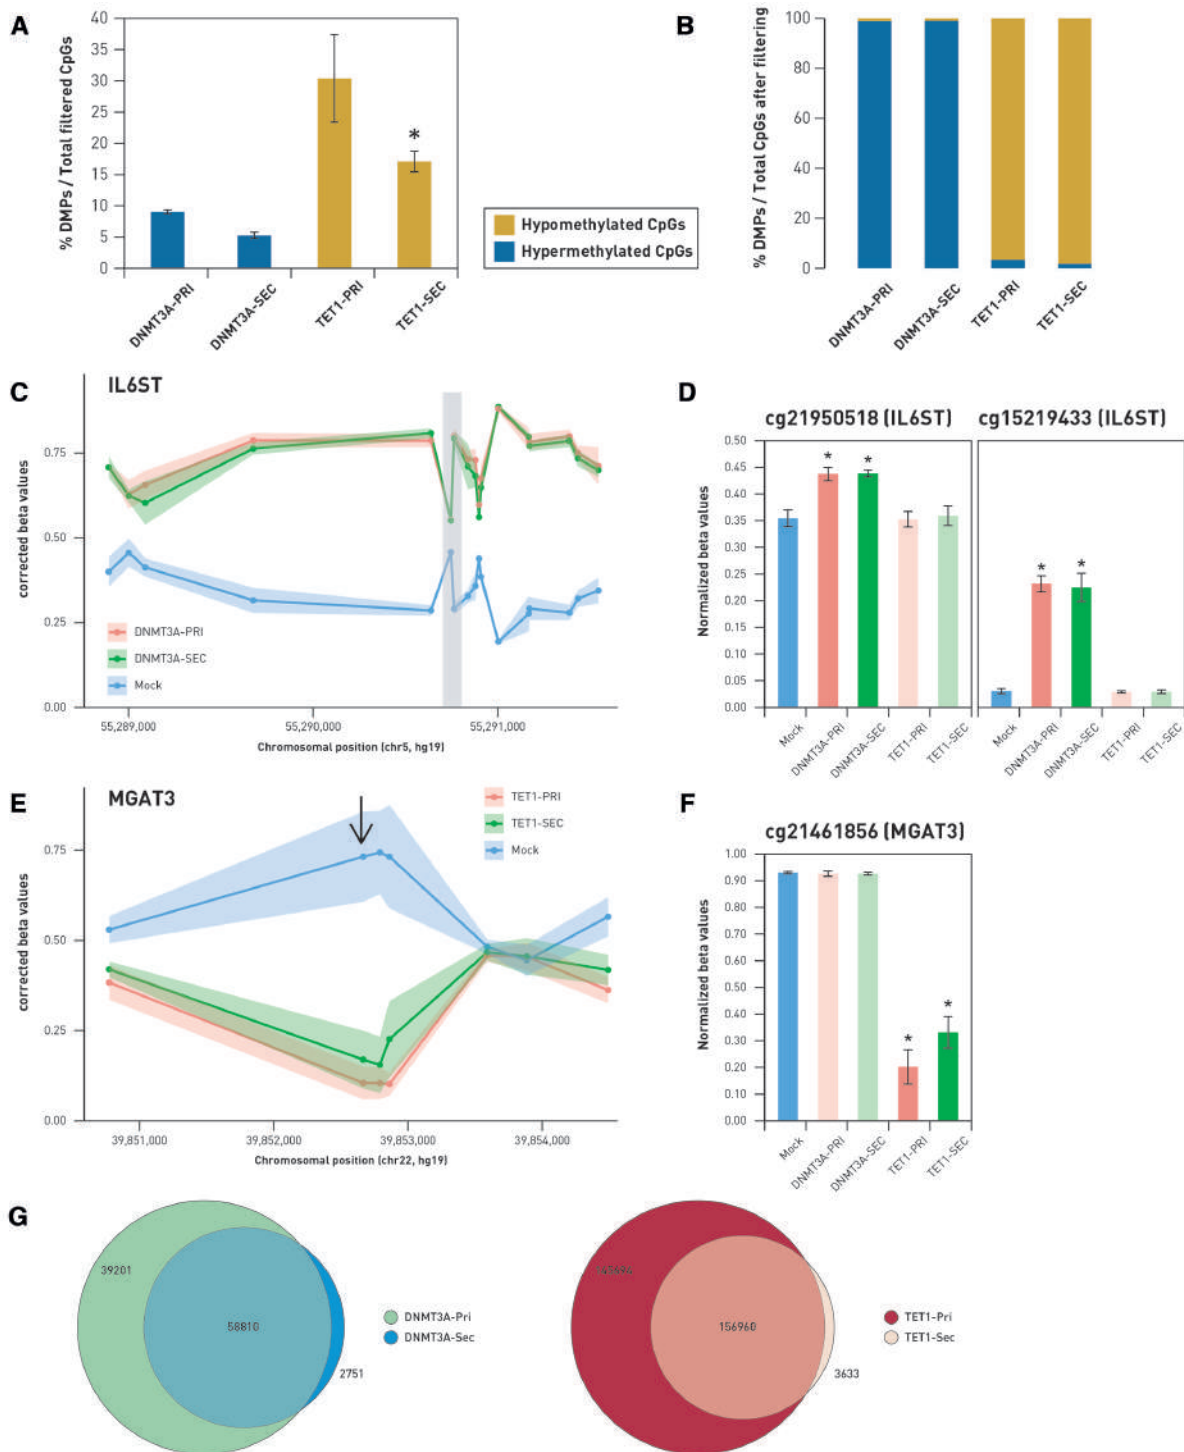 A
% DMPs / Total filtered CpGs
40
35
30
25
20
15
10
5
0
*
DNMT3A-PRI
DNMT3A-SEC
TET1-PRI
TET1-SEC
Hypomethylated CpGs
Hypermethylated CpGs
B
% DMPs / Total CpGs after filtering
100
80
60
40
20
0
DNMT3A-PRI
DNMT3A-SEC
TET1-PRI
TET1-SEC
C
IL6ST
corrected beta values
0.75
0.50
0.25
0.00
DNMT3A-PRI
DNMT3A-SEC
Mock
55,289,000 55,290,000 55,291,000
Chromosomal position (chr5, hg19)
D
cg21950518 (IL6ST) cg15219433 (IL6ST)
Normalized beta values
0.50
0.45
0.40
0.35
0.30
0.25
0.20
0.15
0.10
0.05
0.00
* *
* *
Mock
DNMT3A-PRI
DNMT3A-SEC
TET1-PRI
TET1-SEC
Mock
DNMT3A-PRI
DNMT3A-SEC
TET1-PRI
TET1-SEC
E
MGAT3
corrected beta values
0.75
0.50
0.25
0.00
TET1-PRI
TET1-SEC
Mock
39,851,000 39,852,000 39,853,000 39,854,000
Chromosomal position (chr22, hg19)
F
cg21461856 (MGAT3)
Normalized beta values
1.00
0.90
0.80
0.70
0.60
0.50
0.40
0.30
0.20
0.10
0.00
*
*
Mock
DNMT3A-PRI
DNMT3A-SEC
TET1-PRI
TET1-SEC
G
39201
58810
2751
DNMT3A-Pri
DNMT3A-Sec
156960
3633
TET1-Pri
TET1-Sec